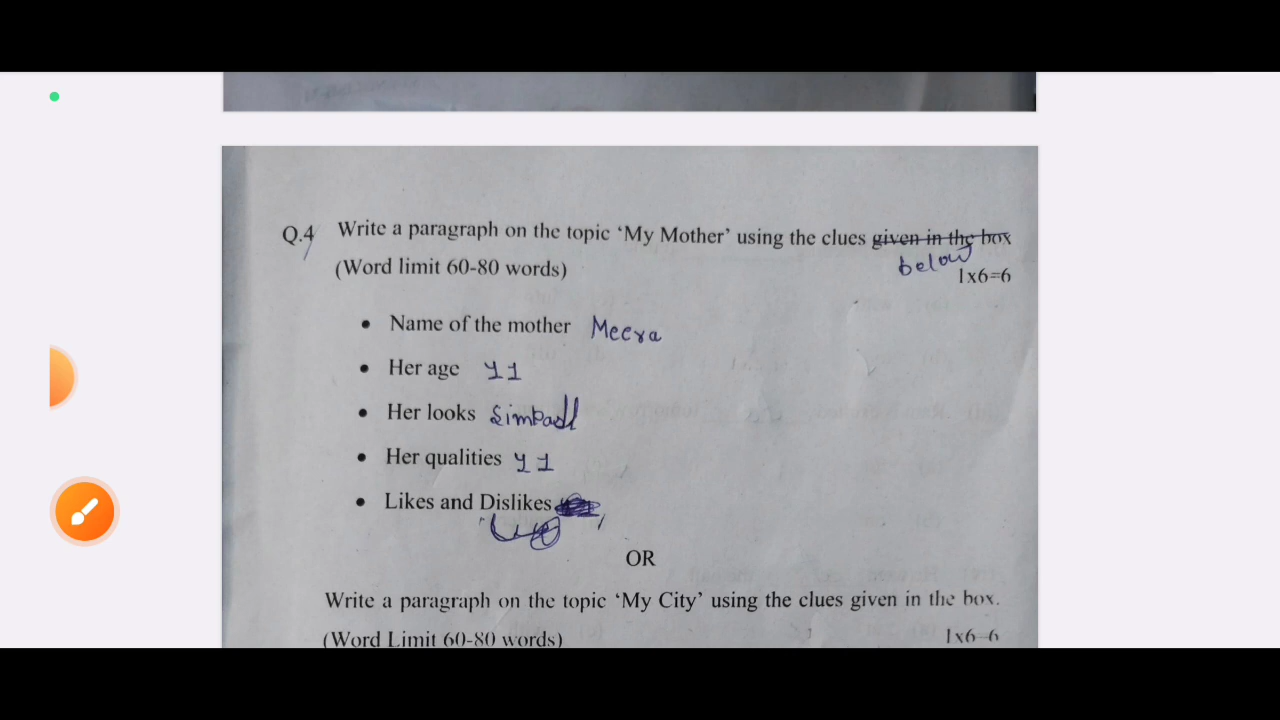 Q.4 Write a paragraph on the topic ‘My Mother’ using the clues given in the box
below
(Word limit 60-80 words)
1x6=6
• Name of the mother Meera
• Her age
• Her looks
• Her qualities
• Likes and Dislikes
OR
Write a paragraph on the topic ‘My City’ using the clues given in the box.
(Word Limit 60-80 words)
1x6=6